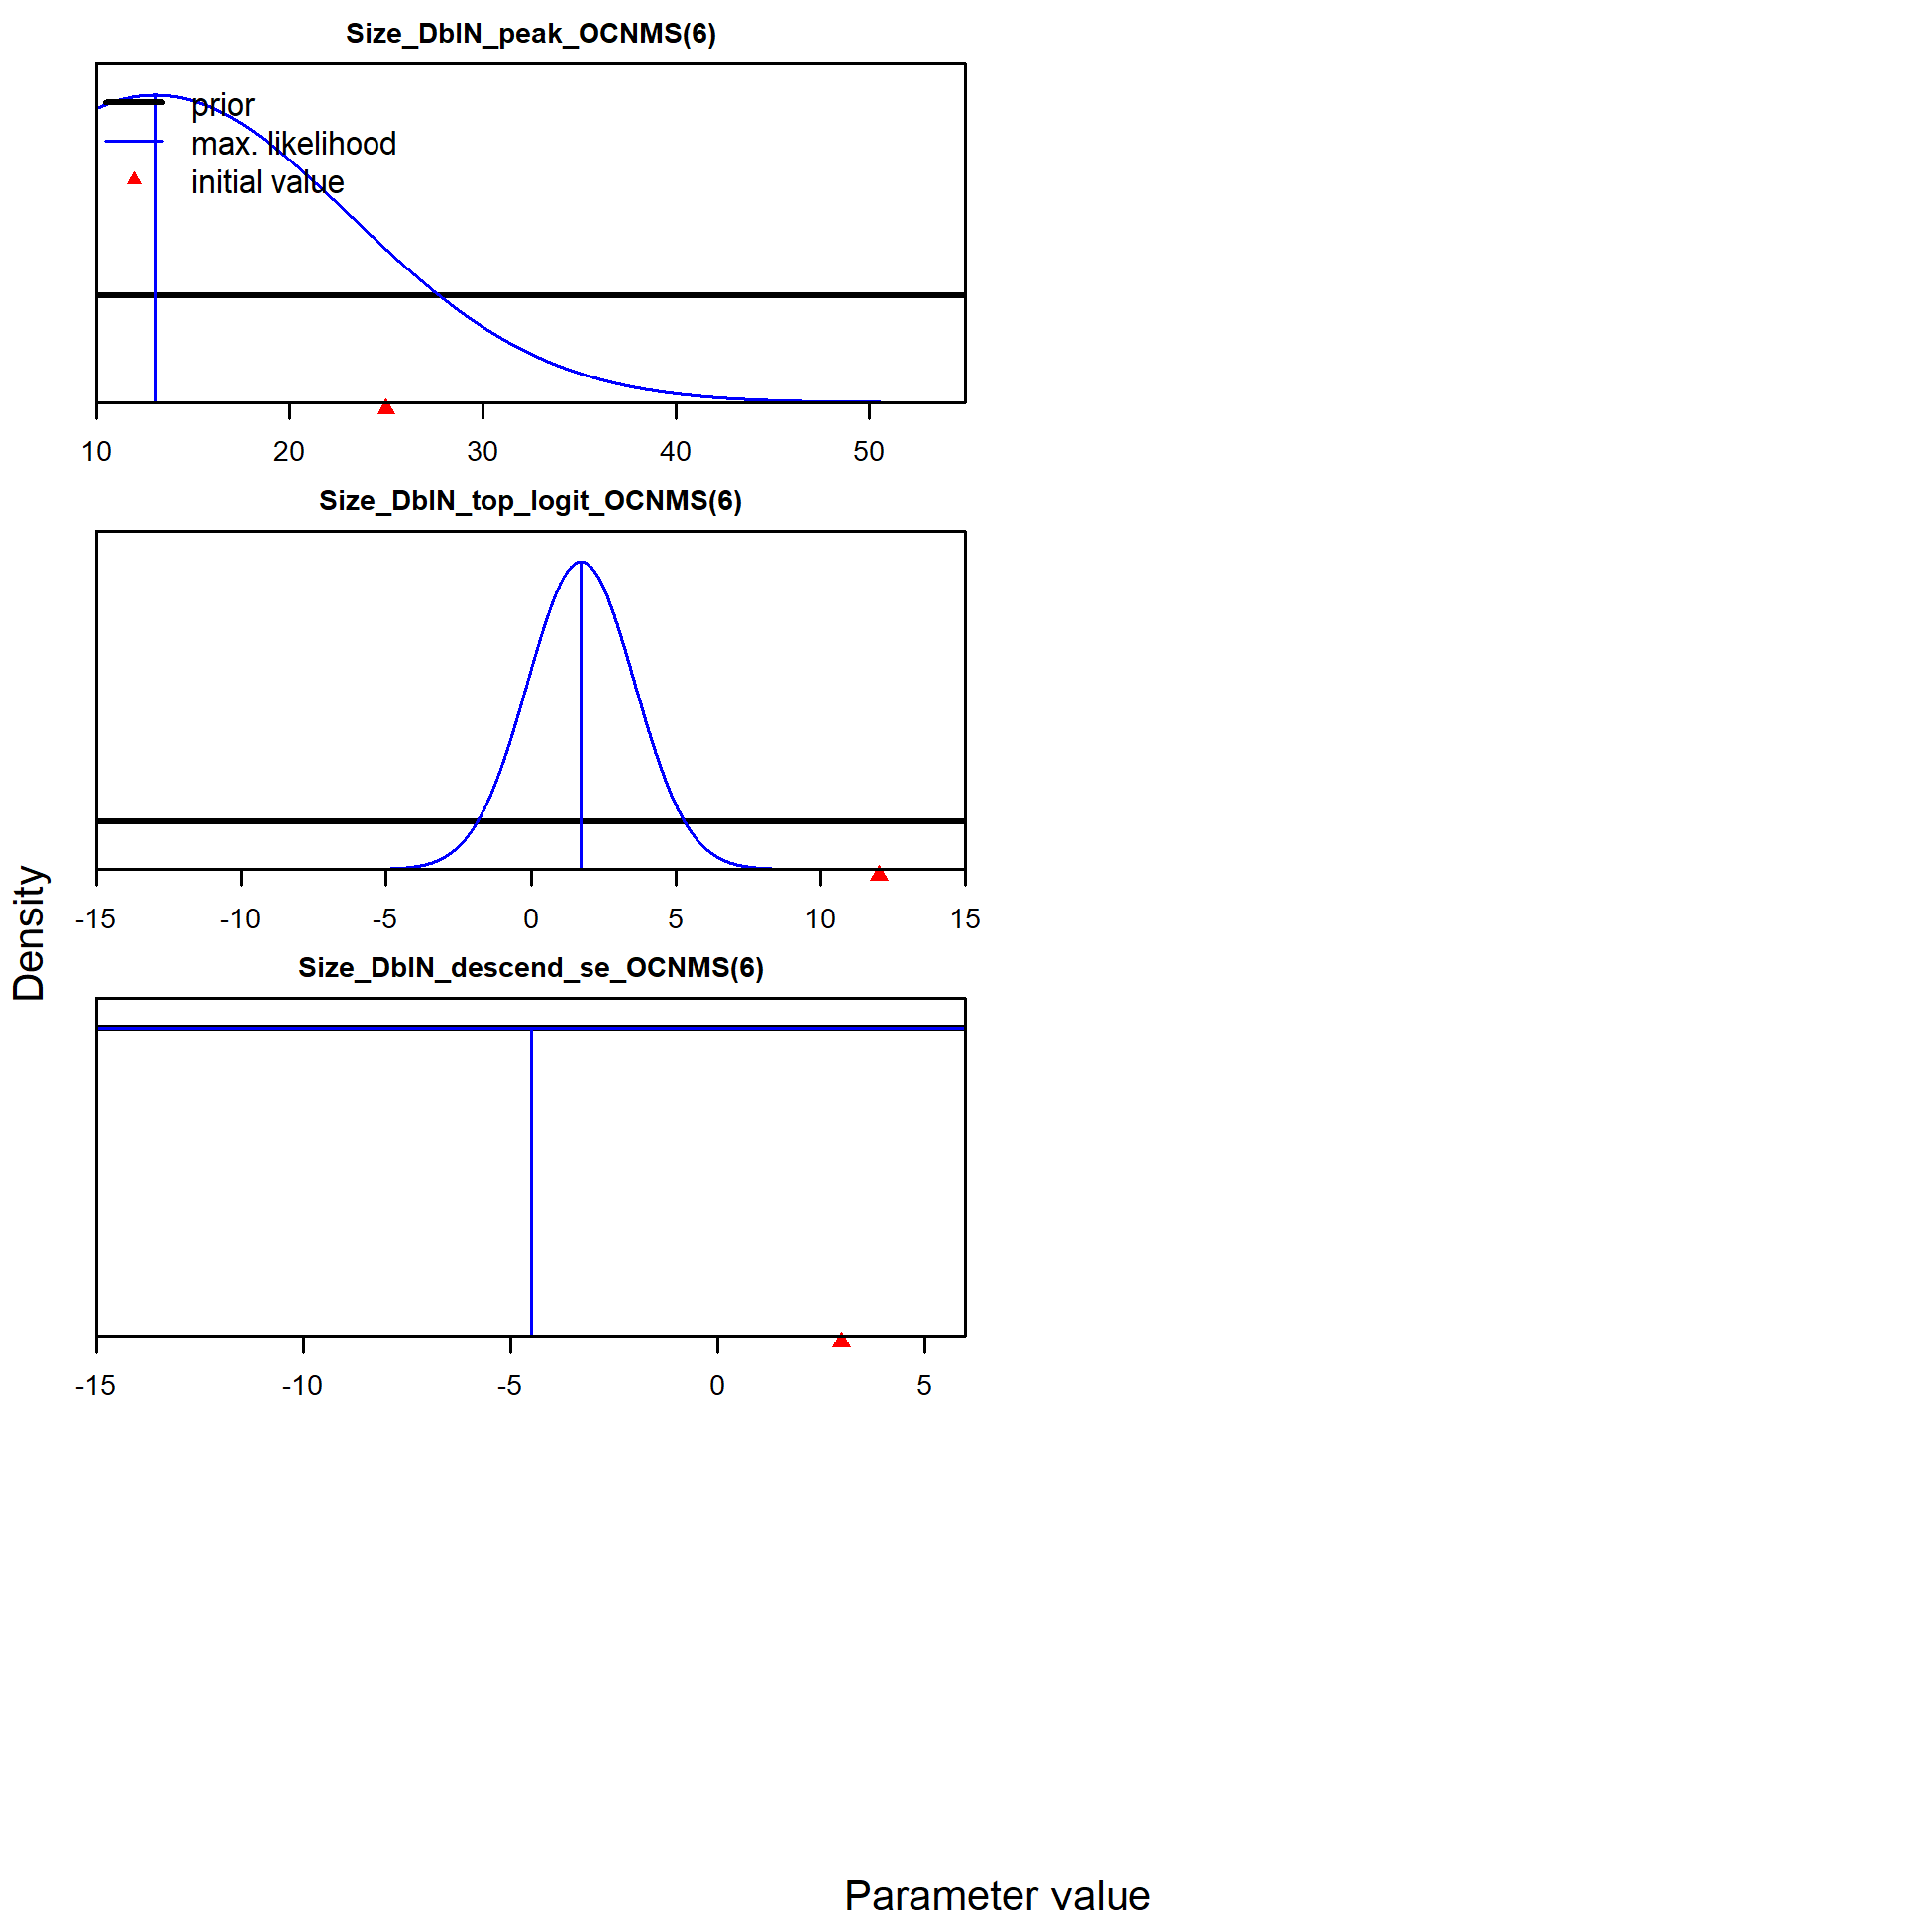 Size_DblN_peak_OCNMS(6)
prior
max. likelihood
initial value
10 20 30 40 50
Size_DblN_top_logit_OCNMS(6)
-15 -10 -5 0 5 10 15
Size_DblN_descend_se_OCNMS(6)
-15 -10 -5 0 5
Density
Parameter value